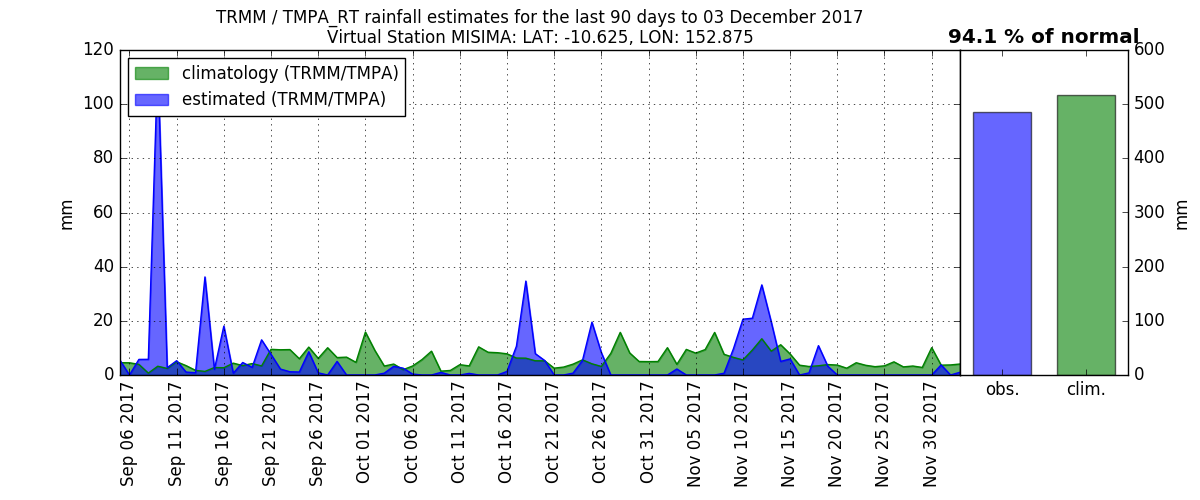 TRMM / TMPA_RT rainfall estimates for the last 90 days to 03 December 2017
Virtual Station MISIMA: LAT: -10.625, LON: 152.875
94.1 % of normal
climatology (TRMM/TMPA)
estimated (TRMM/TMPA)
120
100
80
60
40
20
0
mm
600
500
400
300
200
100
0
mm
obs.
clim.
Sep 06 2017
Sep 11 2017
Sep 16 2017
Sep 21 2017
Sep 26 2017
Oct 01 2017
Oct 06 2017
Oct 11 2017
Oct 16 2017
Oct 21 2017
Oct 26 2017
Oct 31 2017
Nov 05 2017
Nov 10 2017
Nov 15 2017
Nov 20 2017
Nov 25 2017
Nov 30 2017